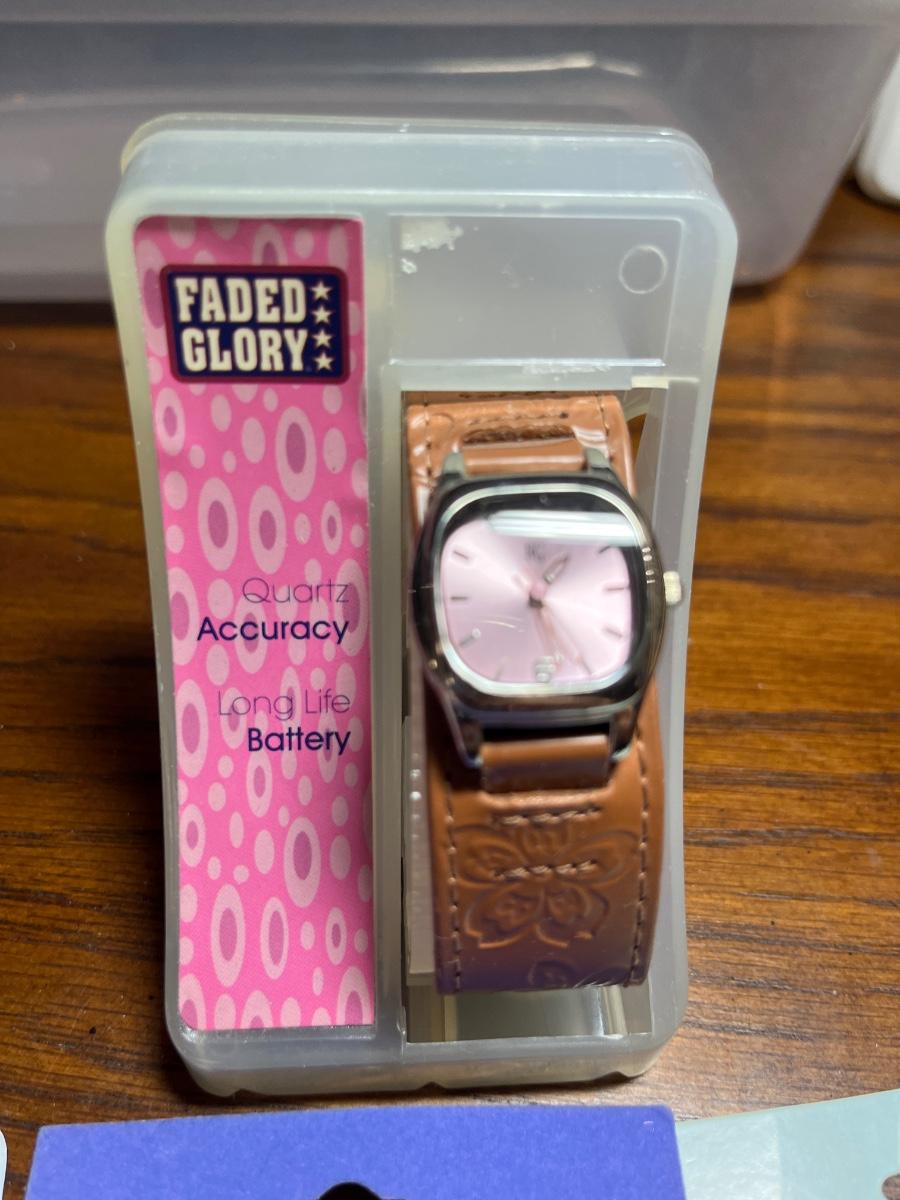 FADED
GLORY
Quartz
Accuracy
Long Life
Battery